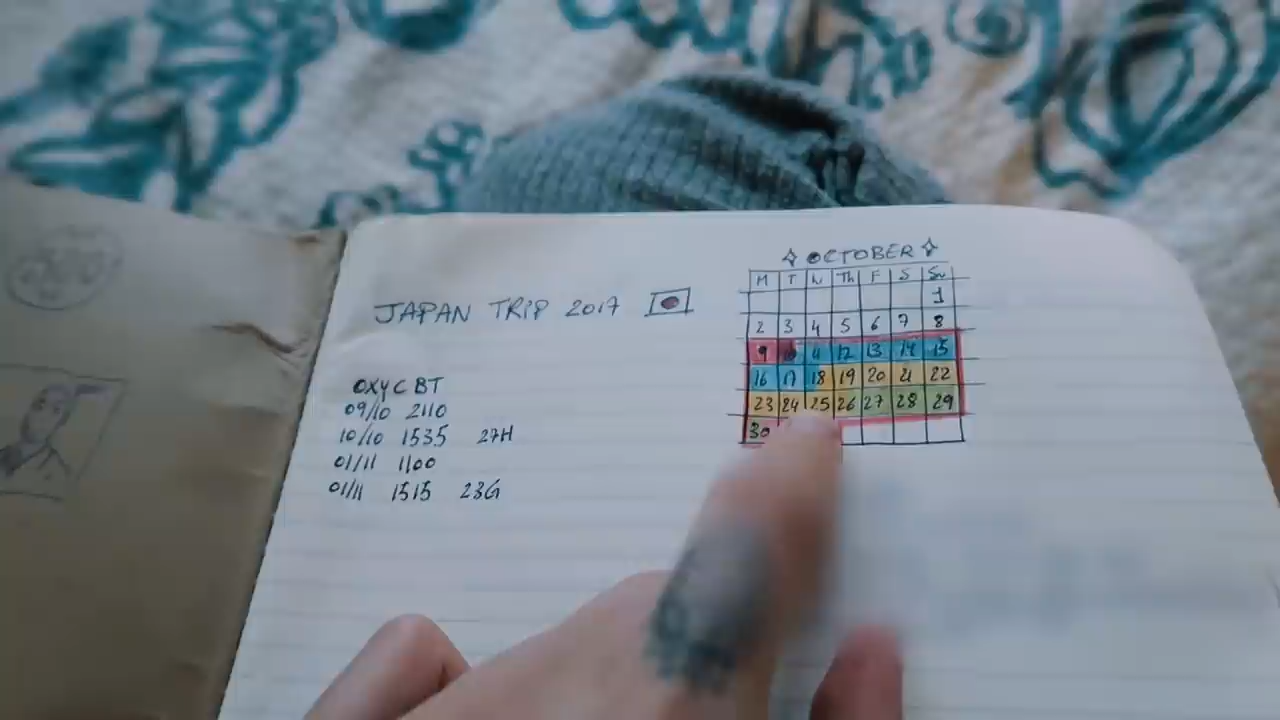 JAPAN TRIP 2017
OXYCBT
09/10 2110
10/10 1535 27H
01/11 1100
01/11 1515 23G
OCTOBER
M T W Th F S Su
1
2 3 4 5 6 7 8
9 10 11 12 13 14 15
16 17 18 19 20 21 22
23 24 25 26 27 28 29
30